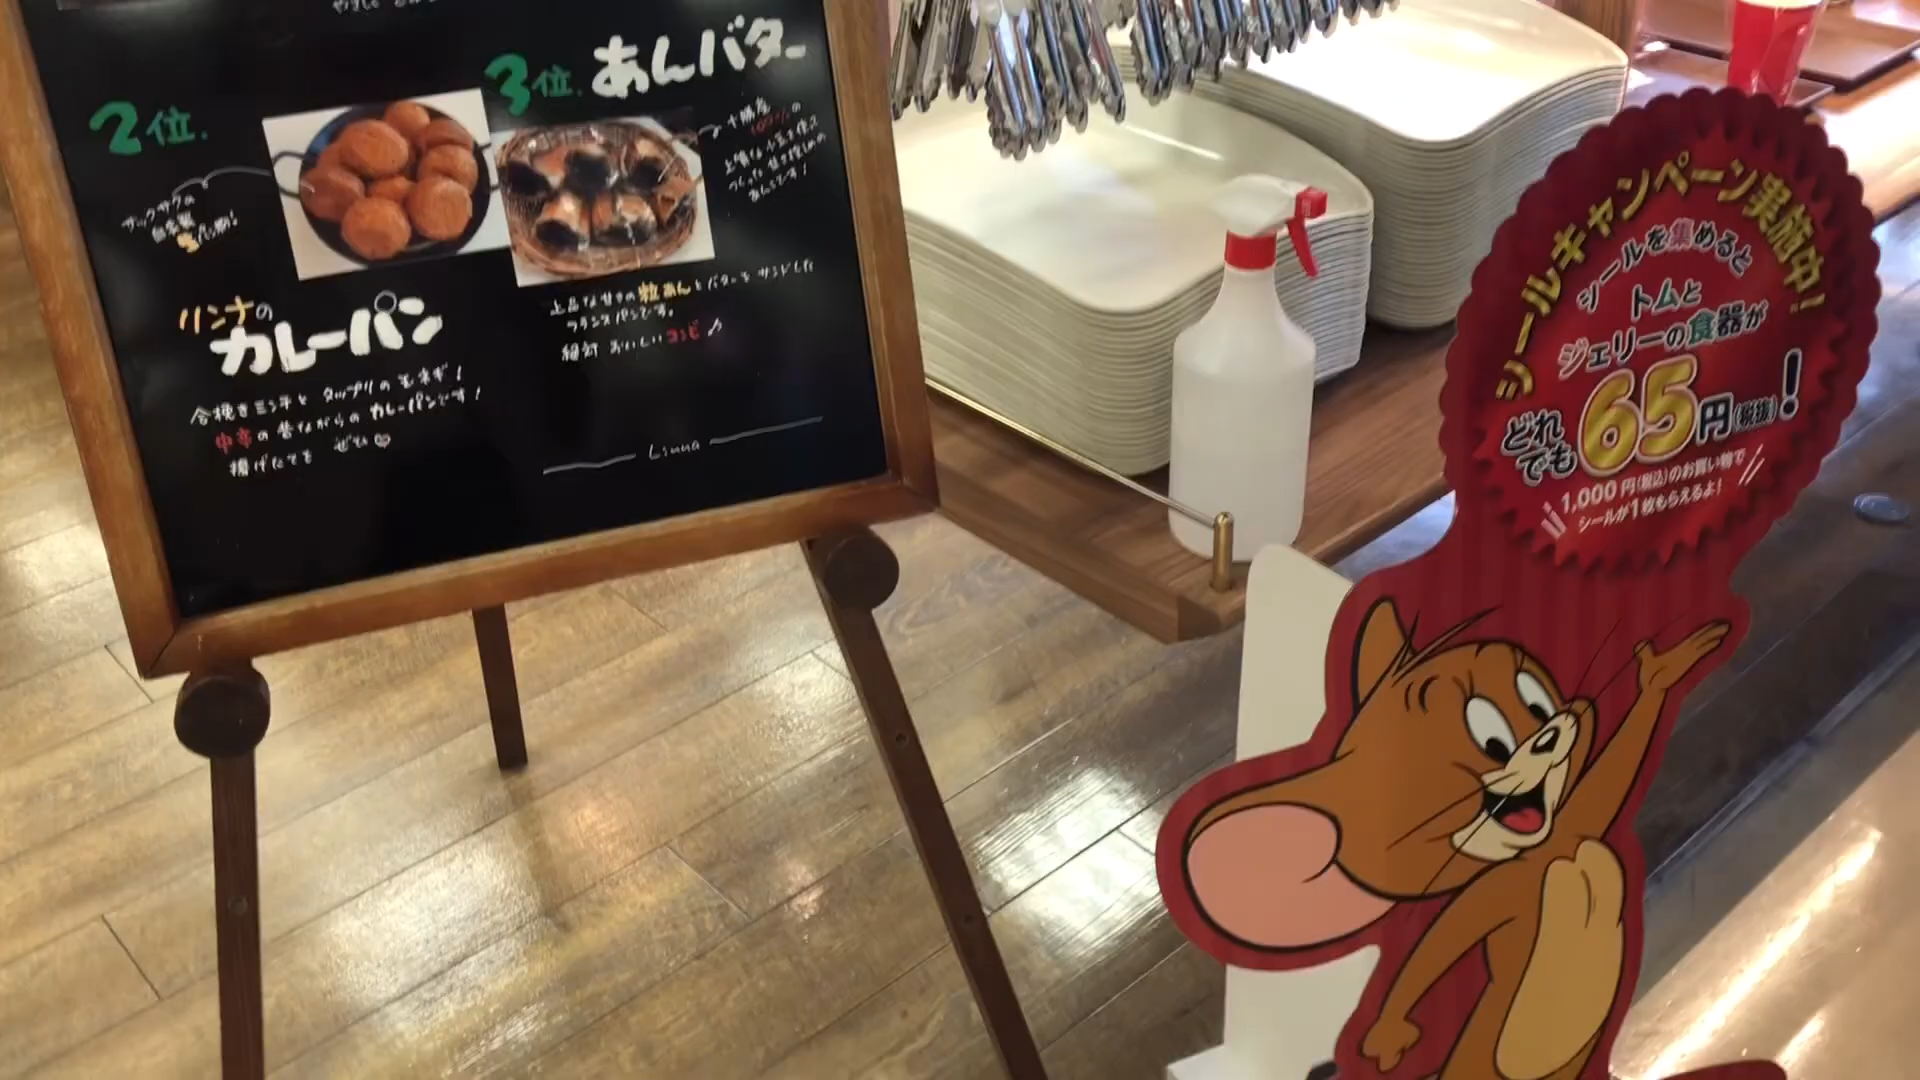 2位.
サックサクの
自家製
生パン粉!
リンナの
カレーパン
合挽きミンチと タップリの玉ネギ!
中辛の昔ながらのカレーパンです!
揚げたてを ぜひ♡
3位. あんバター
十勝産
100%の
上品な甘さの粒あんとバターをサンドした
フランスパンです。
絶対 おいしいコンビ♪
Linna
シールキャンペーン実施中!
シールを集めると
トムと
ジェリーの食器が
どれでも65円(税抜)!
1,000円(税込)のお買い物で
シールが1枚もらえるよ!